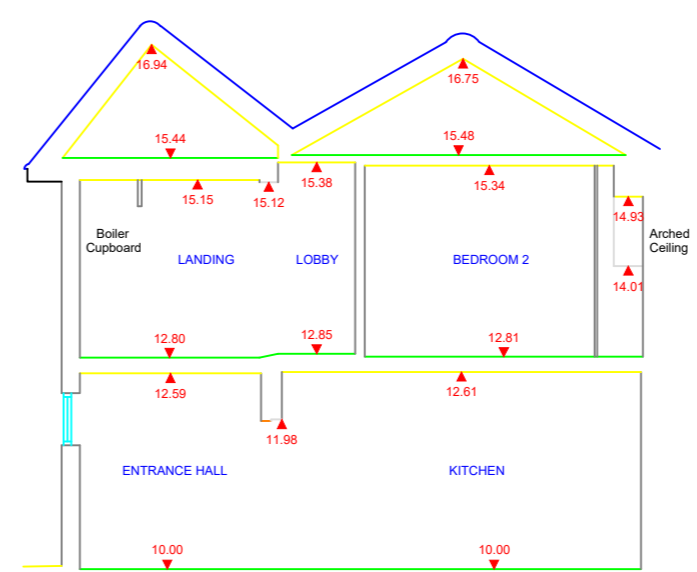 16.94
16.75
15.44
15.48
15.38
15.34
15.15
15.12
14.93
Boiler
Cupboard
Arched
Ceiling
LANDING
LOBBY
BEDROOM 2
14.01
12.80
12.85
12.81
12.59
12.61
11.98
ENTRANCE HALL
KITCHEN
10.00
10.00